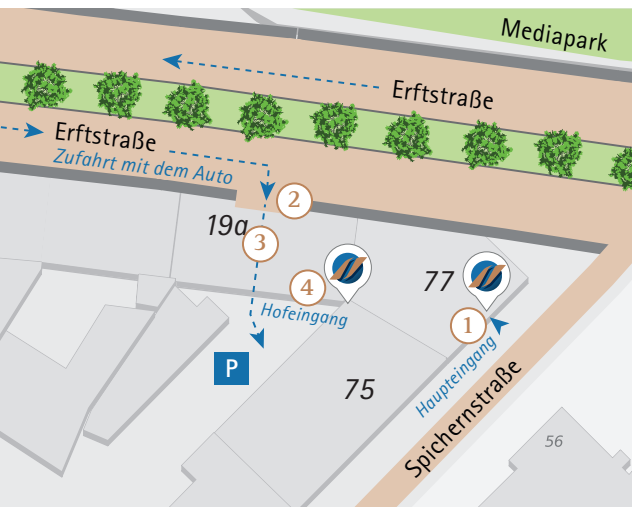 Mediapark
Erftstraße
Erftstraße
Zufahrt mit dem Auto
2
19a
3
4
77
Hofeingang
1
P
Haupteingang
75
Spichernstraße
56